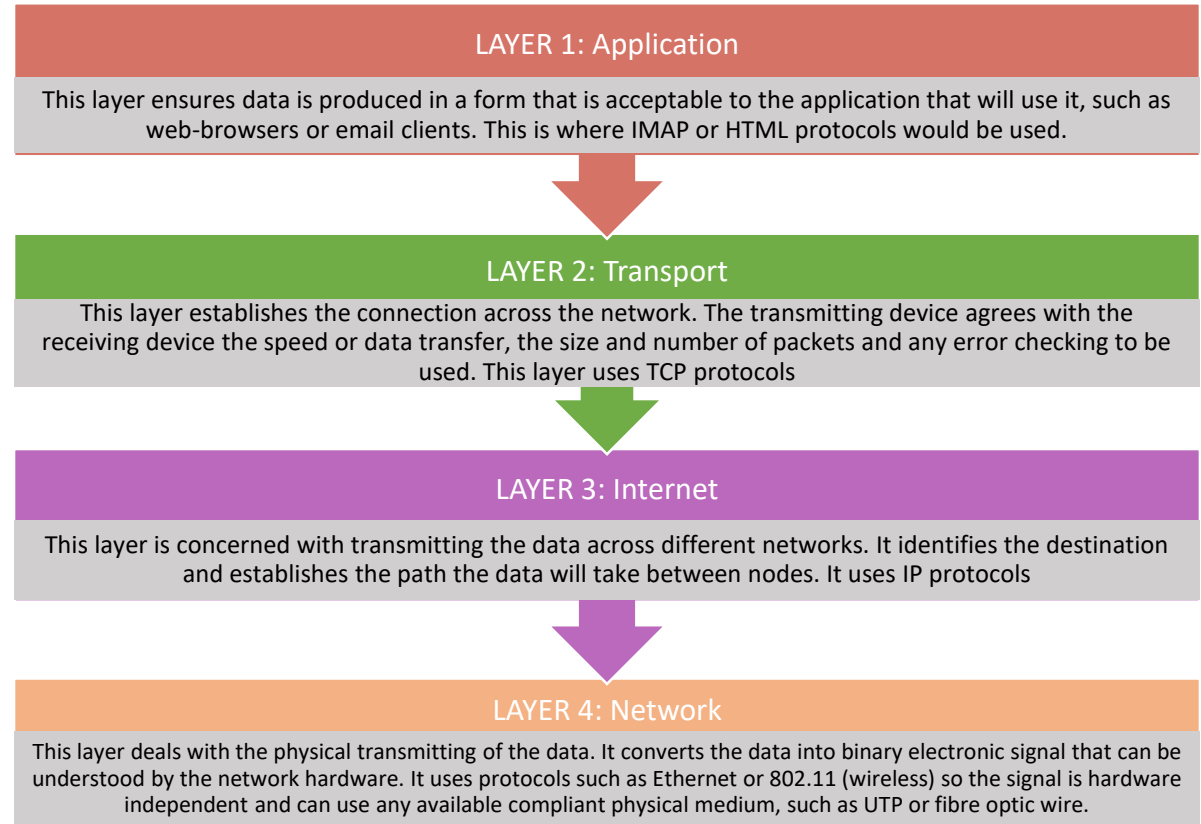 LAYER 1: Application
This layer ensures data is produced in a form that is acceptable to the application that will use it, such as
web-browsers or email clients. This is where IMAP or HTML protocols would be used.
LAYER 2: Transport
This layer establishes the connection across the network. The transmitting device agrees with the
receiving device the speed or data transfer, the size and number of packets and any error checking to be
used. This layer uses TCP protocols
LAYER 3: Internet
This layer is concerned with transmitting the data across different networks. It identifies the destination
and establishes the path the data will take between nodes. It uses IP protocols
LAYER 4: Network
This layer deals with the physical transmitting of the data. It converts the data into binary electronic signal that can be
understood by the network hardware. It uses protocols such as Ethernet or 802.11 (wireless) so the signal is hardware
independent and can use any available compliant physical medium, such as UTP or fibre optic wire.